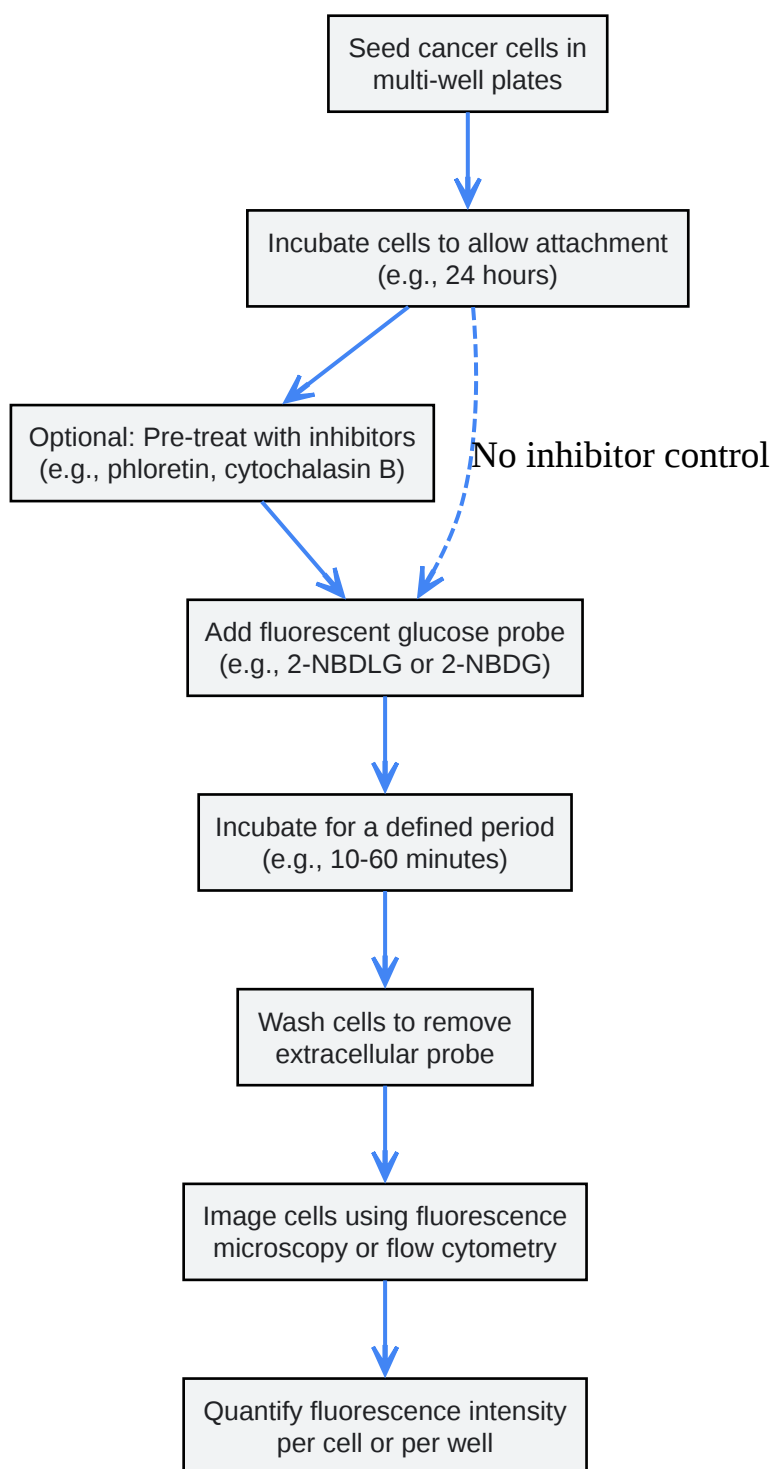 Seed cancer cells in
multi-well plates
Incubate cells to allow attachment
(e.g., 24 hours)
Optional: Pre-treat with inhibitors
(e.g., phloretin, cytochalasin B)
No inhibitor control
Add fluorescent glucose probe
(e.g., 2-NBDLG or 2-NBDG)
Incubate for a defined period
(e.g., 10-60 minutes)
Wash cells to remove
extracellular probe
Image cells using fluorescence
microscopy or flow cytometry
Quantify fluorescence intensity
per cell or per well